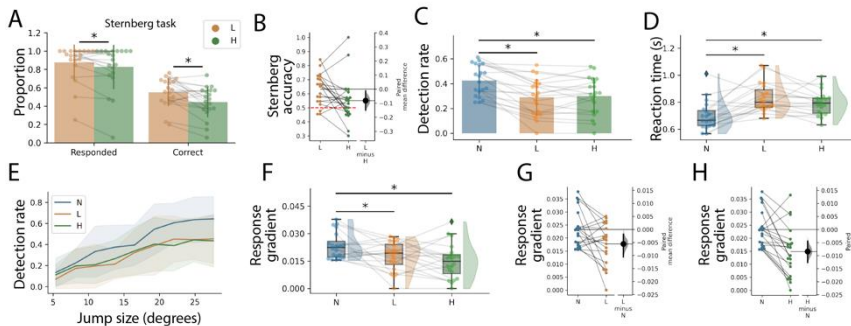 A
Sternberg task
L
H
*
*
Proportion
1.2
1.0
0.8
0.6
0.4
0.2
0.0
Responded
Correct
B
Sternberg
accuracy
1.0
0.9
0.8
0.7
0.6
0.5
0.4
0.3
0.4
0.3
0.2
0.1
0.0
−0.1
−0.2
−0.3
Paired
mean difference
L
H
L
minus
H
C
Detection rate
0.6
0.4
0.2
0.0
*
*
N
L
H
D
Reaction time (s)
1.2
1.0
0.8
0.6
*
*
N
L
H
E
Detection rate
0.8
0.6
0.4
0.2
0.0
N
L
H
5
10
15
20
25
Jump size (degrees)
F
Response
gradient
0.045
0.030
0.015
0.000
*
*
N
L
H
G
Response
gradient
0.035
0.030
0.025
0.020
0.015
0.010
0.005
0.000
0.015
0.010
0.005
0.000
−0.005
−0.010
−0.015
−0.020
−0.025
Paired
mean difference
N
L
L
minus
N
H
Response
gradient
0.035
0.030
0.025
0.020
0.015
0.010
0.005
0.000
0.015
0.010
0.005
0.000
−0.005
−0.010
−0.015
−0.020
−0.025
Paired
mean difference
N
H
H
minus
N